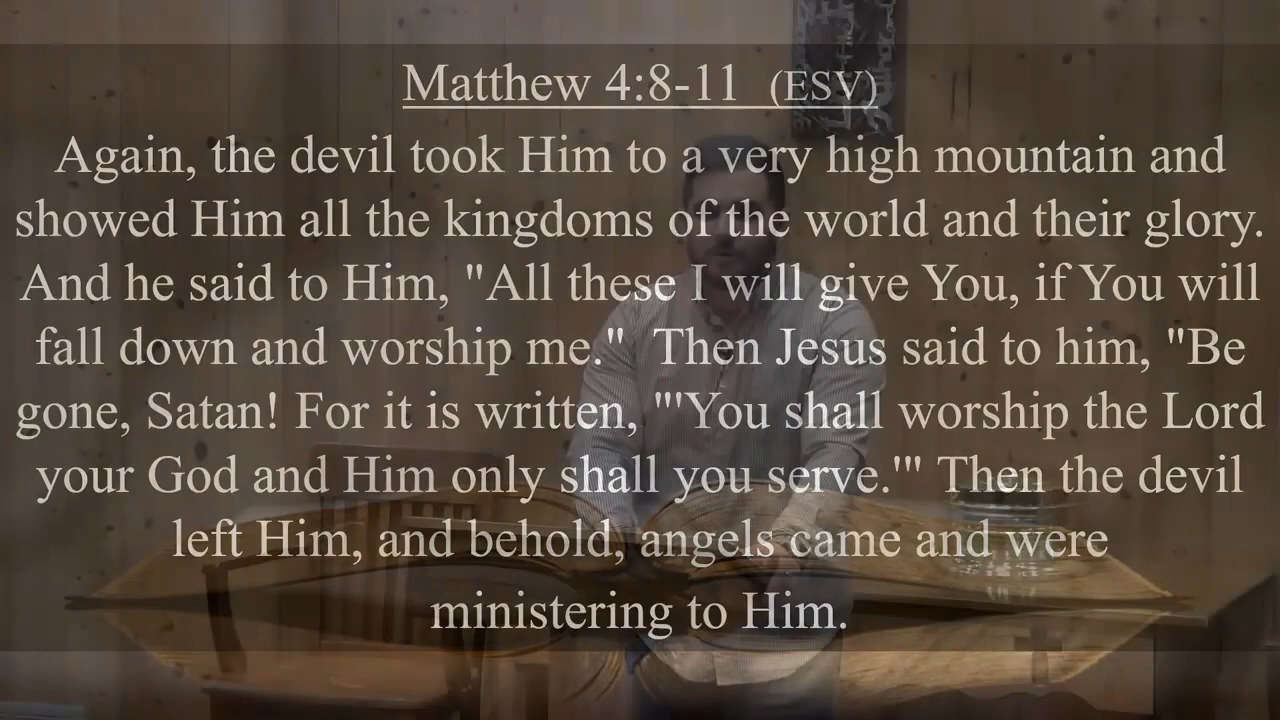 Matthew 4:8-11 (ESV)
Again, the devil took Him to a very high mountain and
showed Him all the kingdoms of the world and their glory.
And he said to Him, "All these I will give You, if You will
fall down and worship me." Then Jesus said to him, "Be
gone, Satan! For it is written, "'You shall worship the Lord
your God and Him only shall you serve.'" Then the devil
left Him, and behold, angels came and were
ministering to Him.